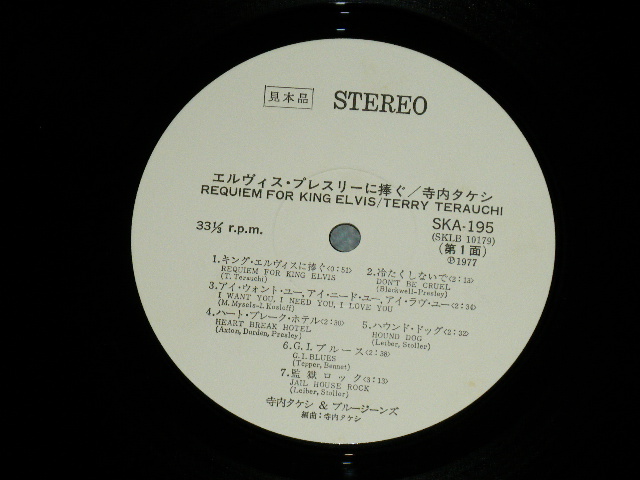 見本品 STEREO
エルヴィス・プレスリーに捧ぐ／寺内タケシ
REQUIEM FOR KING ELVIS/TERRY TERAUCHI
33⅓ r.p.m.
SKA-195
(SKLB 10179)
(第1面)
℗1977
1.キング・エルヴィスに捧ぐ<3:51>
REQUIEM FOR KING ELVIS
(T. Terauchi)
2.冷たくしないで<2:13>
DON'T BE CRUEL
(Blackwell-Presley)
3.アイ・ウォント・ユー, アイ・ニード・ユー, アイ・ラヴ・ユー<2:34>
I WANT YOU, I NEED YOU, I LOVE YOU
(M. Mysels-I. Kosloff)
4.ハート・ブレーク・ホテル<2:30>
HEART BREAK HOTEL
(Axton, Durden, Presley)
5.ハウンド・ドッグ<2:32>
HOUND DOG
(Leiber, Stoller)
6.G.I.ブルース<2:38>
G.I. BLUES
(Tepper, Bennet)
7.監獄ロック<3:13>
JAIL HOUSE ROCK
(Leiber, Stoller)
寺内タケシ & ブルージーンズ
編曲：寺内タケシ